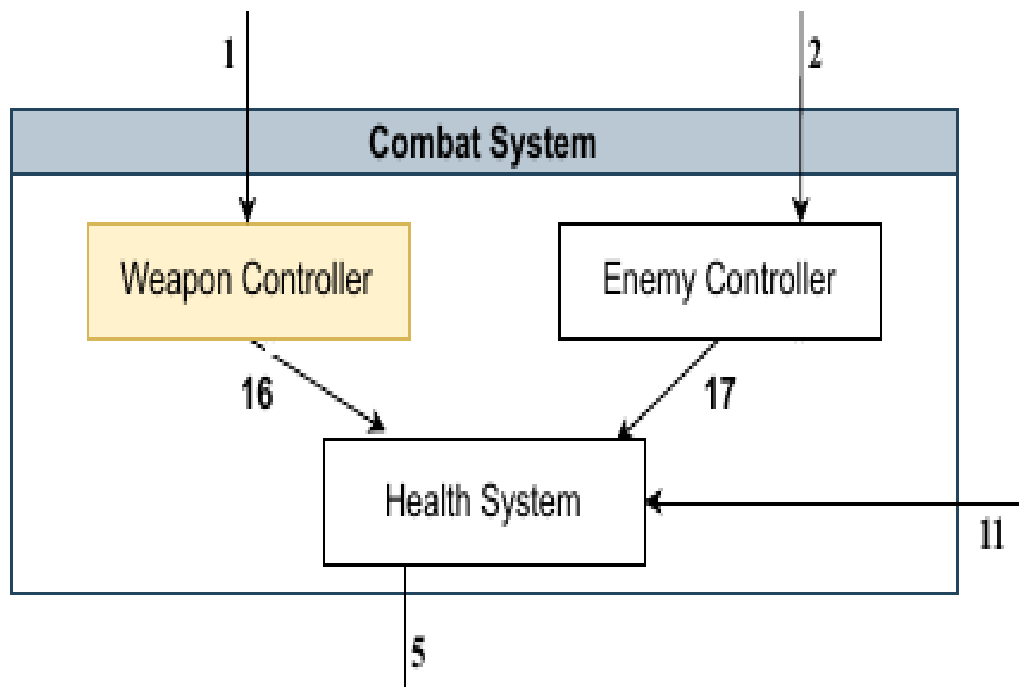 1
2
Combat System
Weapon Controller
Enemy Controller
16
17
Health System
11
5